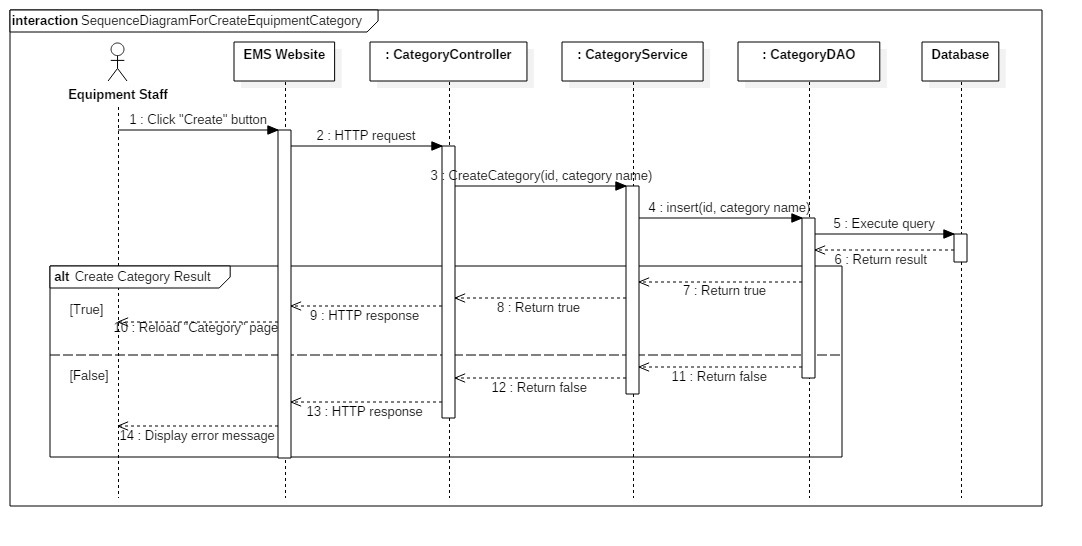 interaction SequenceDiagramForCreateEquipmentCategory
EMS Website
: CategoryController
: CategoryService
: CategoryDAO
Database
Equipment Staff
1 : Click "Create" button
2 : HTTP request
3 : CreateCategory(id, category name)
4 : insert(id, category name)
5 : Execute query
6 : Return result
alt Create Category Result
7 : Return true
8 : Return true
[True]
9 : HTTP response
10 : Reload "Category" page
[False]
11 : Return false
12 : Return false
13 : HTTP response
14 : Display error message